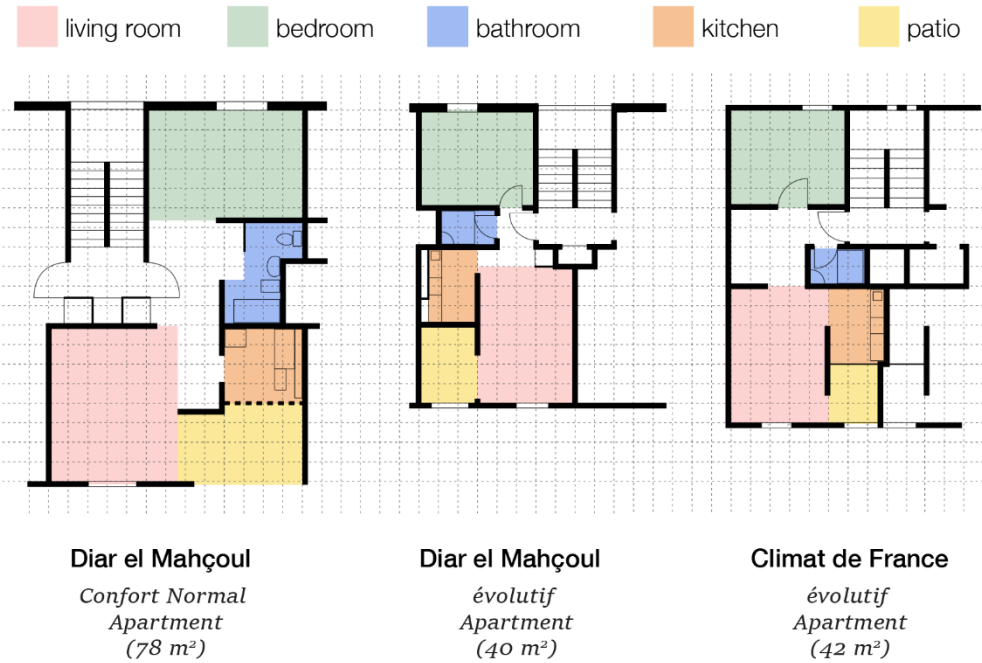 living room
bedroom
bathroom
kitchen
patio
Diar el Mahçoul
Confort Normal
Apartment
(78 m²)
Diar el Mahçoul
évolutif
Apartment
(40 m²)
Climat de France
évolutif
Apartment
(42 m²)